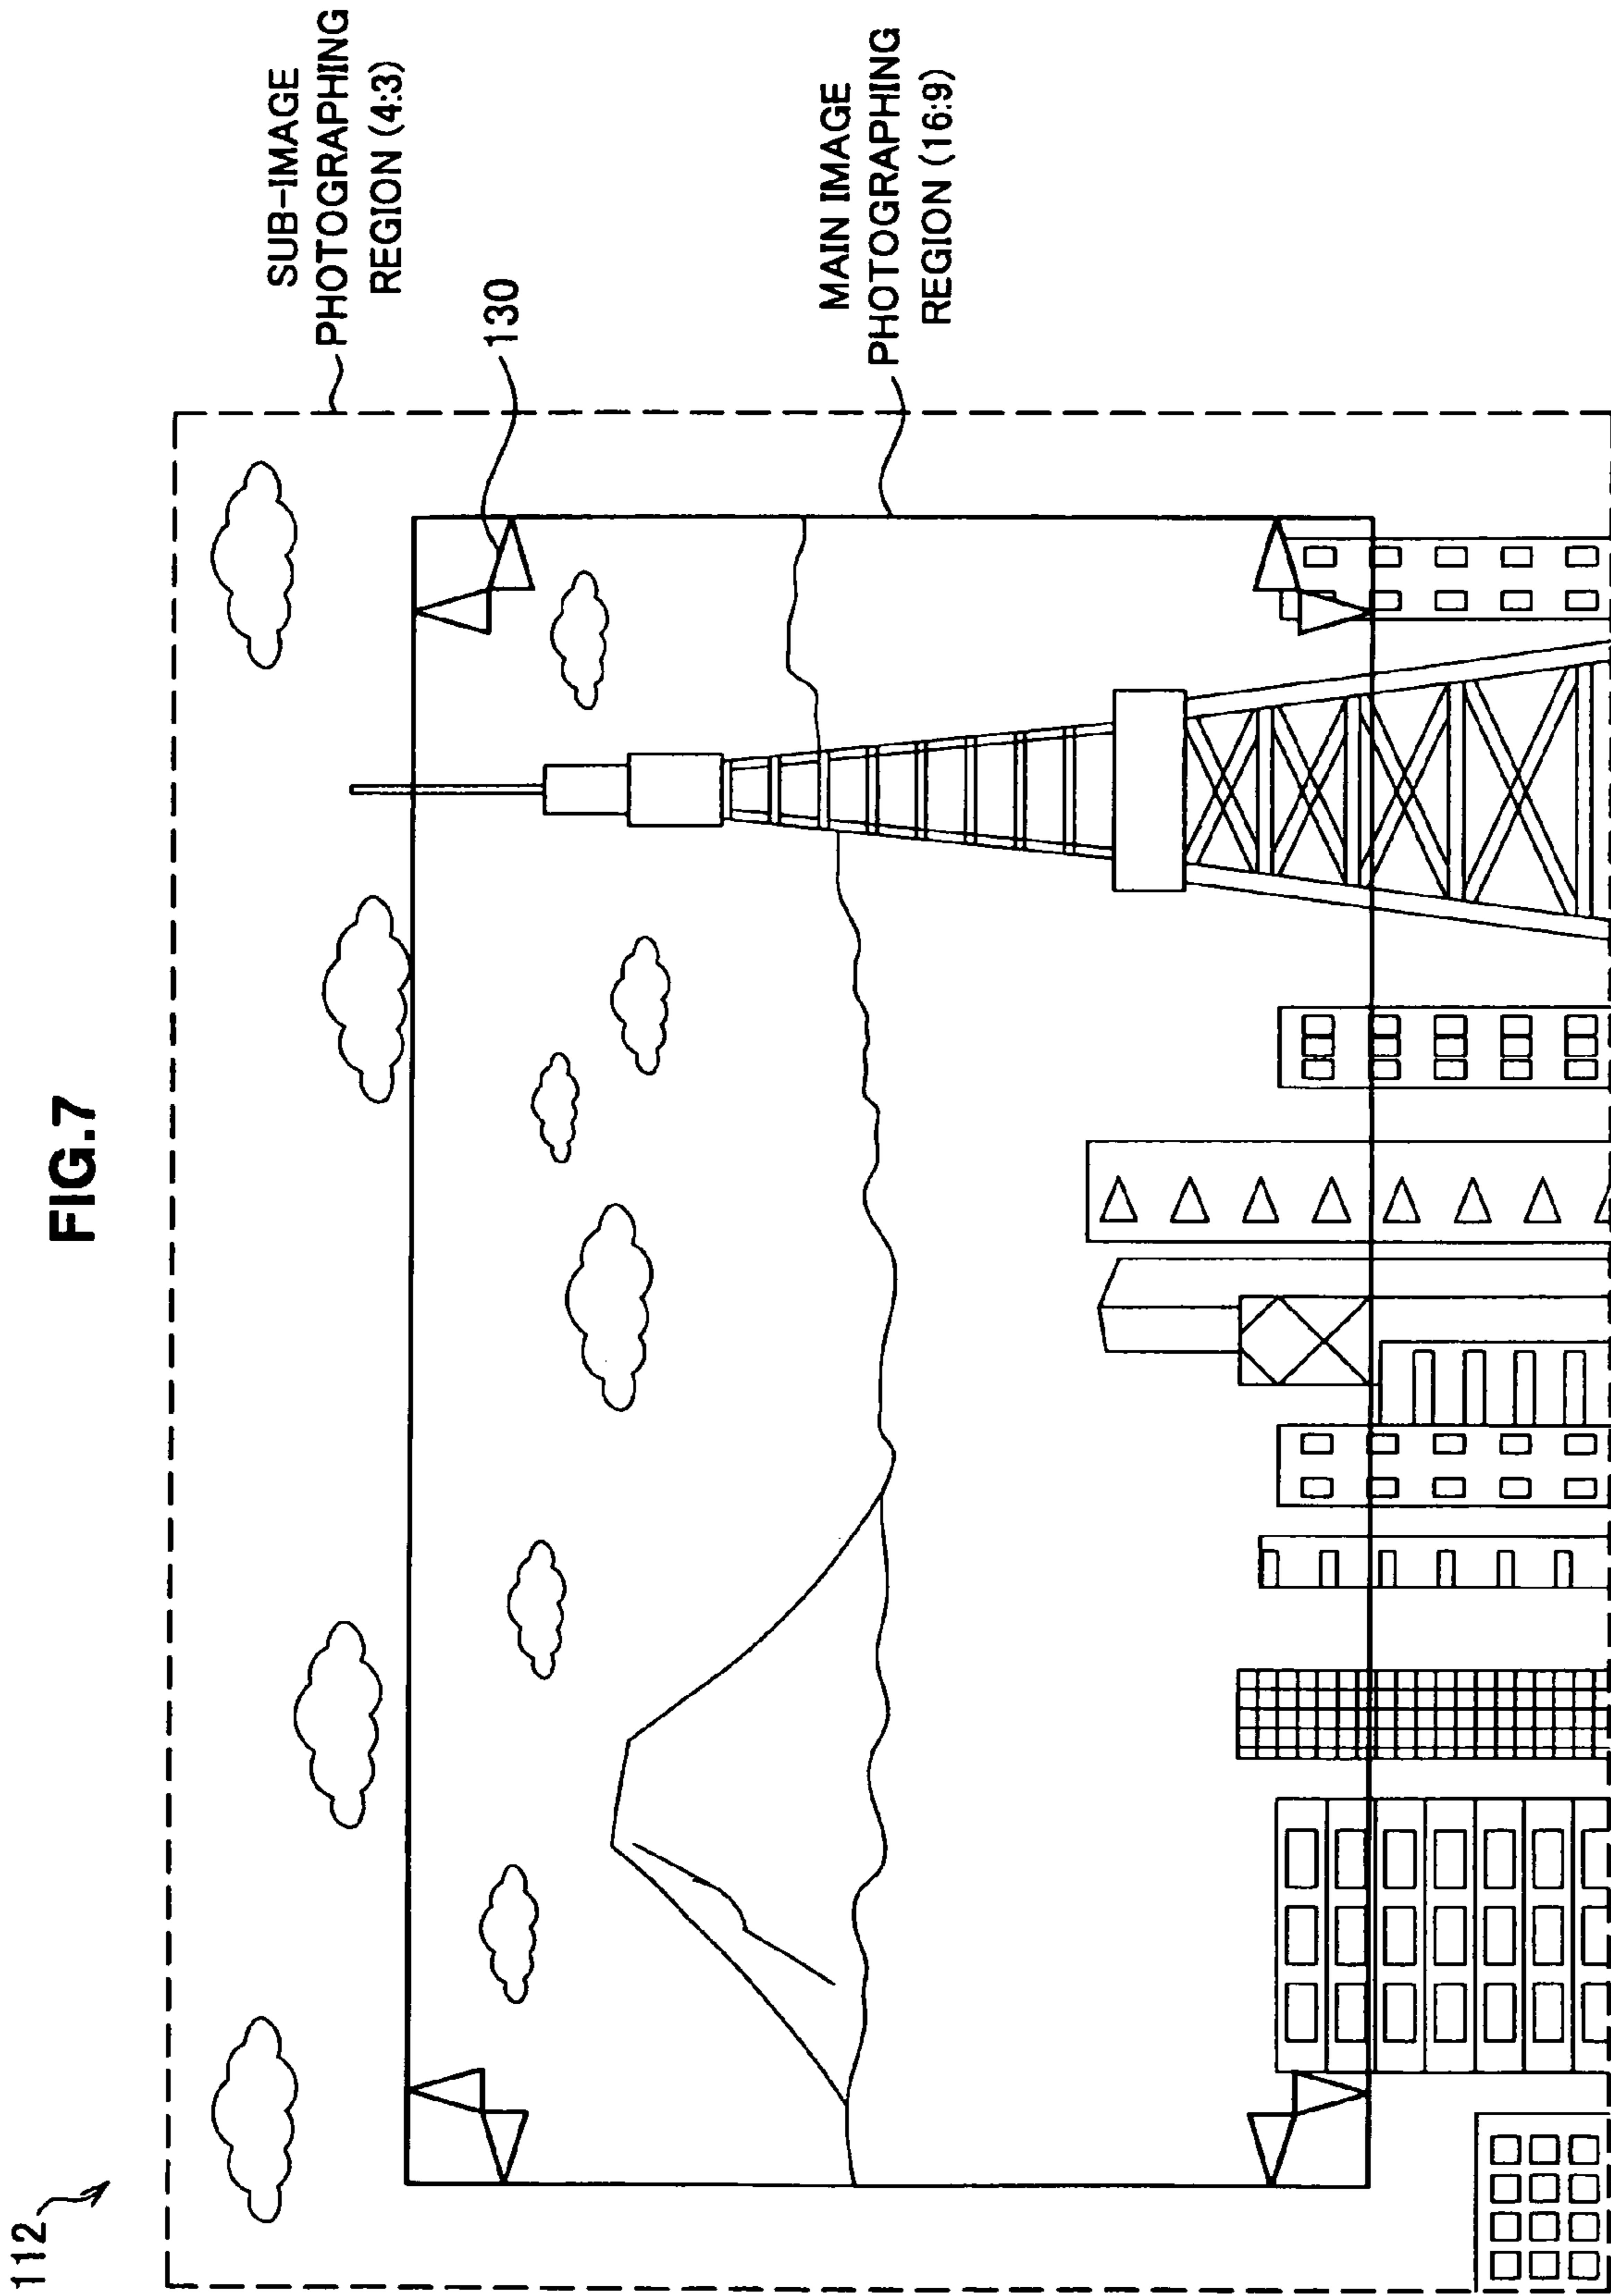 FIG.7
112
SUB-IMAGE
PHOTOGRAPHING
REGION (4:3)
130
MAIN IMAGE
PHOTOGRAPHING
REGION (16:9)